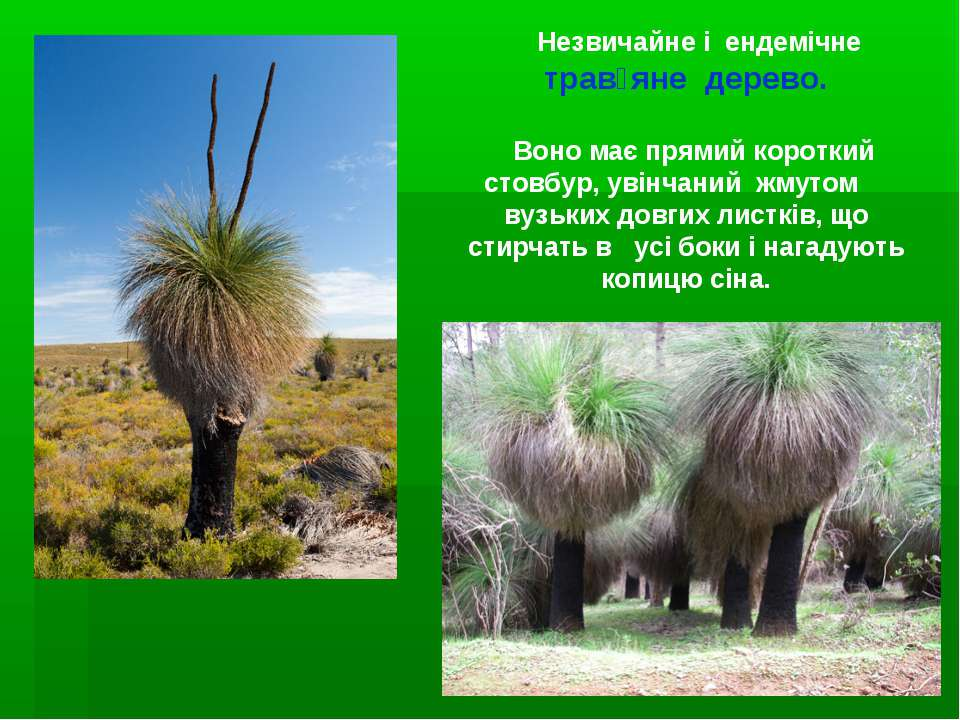 Незвичайне і ендемічне
трав᾿яне дерево.
Воно має прямий короткий
стовбур, увінчаний жмутом
вузьких довгих листків, що
стирчать в усі боки і нагадують
копицю сіна.